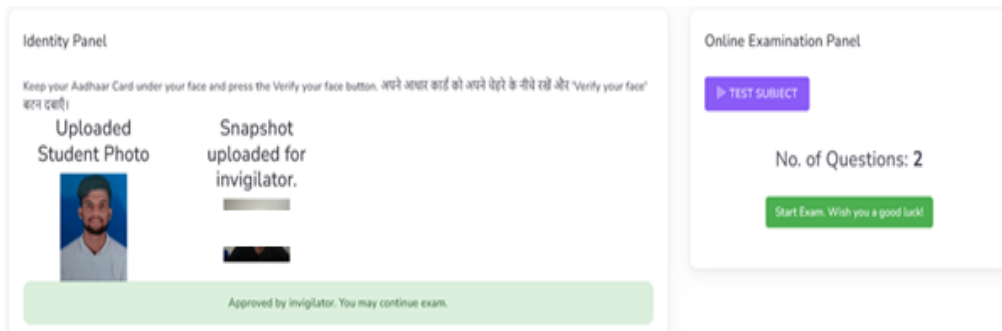 Identity Panel
Keep your Aadhaar Card under your face and press the Verify your face button. अपने आधार कार्ड को अपने चेहरे के नीचे रखें और "Verify your face"
बटन दबाएँ।
Uploaded
Student Photo
Snapshot
uploaded for
invigilator.
Approved by invigilator. You may continue exam.
Online Examination Panel
TEST SUBJECT
No. of Questions: 2
Start Exam. Wish you a good luck!